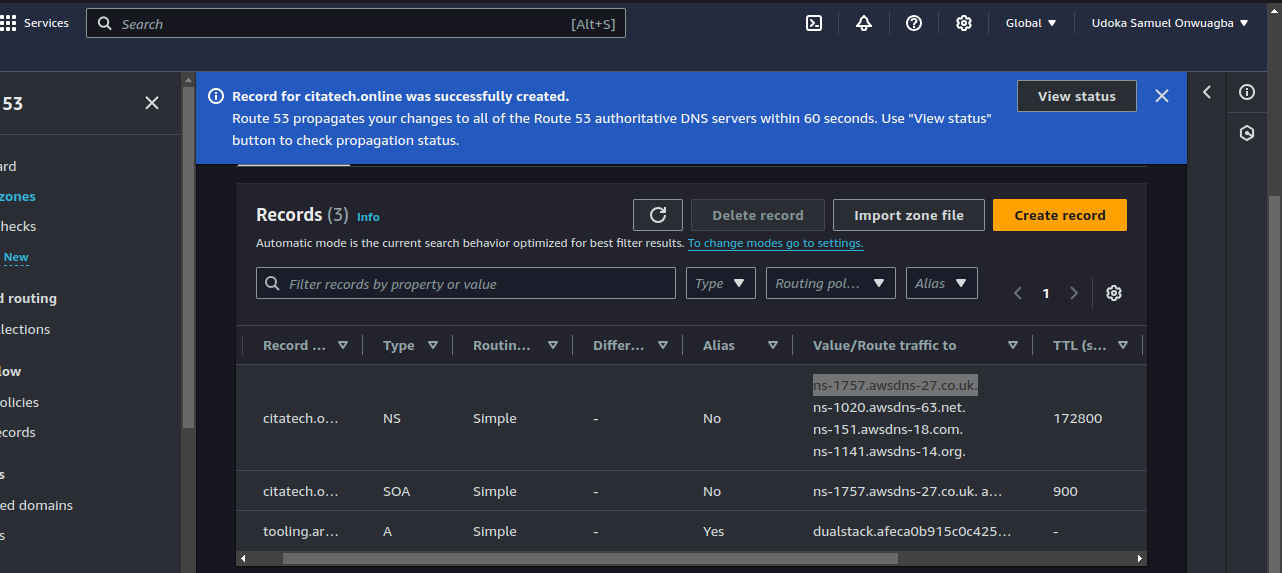 Services
Search
[Alt+S]
Global
Udoka Samuel Onwuagba
53
Record for citatech.online was successfully created.
Route 53 propagates your changes to all of the Route 53 authoritative DNS servers within 60 seconds. Use "View status"
button to check propagation status.
View status
ard
zones
hecks
New
d routing
llections
low
olicies
ecords
s
ed domains
s
Records (3) Info
Delete record
Import zone file
Create record
Automatic mode is the current search behavior optimized for best filter results. To change modes go to settings.
Filter records by property or value
Type
Routing pol...
Alias
1
Record ...
Type
Routin...
Differ...
Alias
Value/Route traffic to
TTL (s...
citatech.o...
NS
Simple
-
No
ns-1757.awsdns-27.co.uk.
ns-1020.awsdns-63.net.
ns-151.awsdns-18.com.
ns-1141.awsdns-14.org.
172800
citatech.o...
SOA
Simple
-
No
ns-1757.awsdns-27.co.uk. a...
900
tooling.ar...
A
Simple
-
Yes
dualstack.afeca0b915c0c425...
-